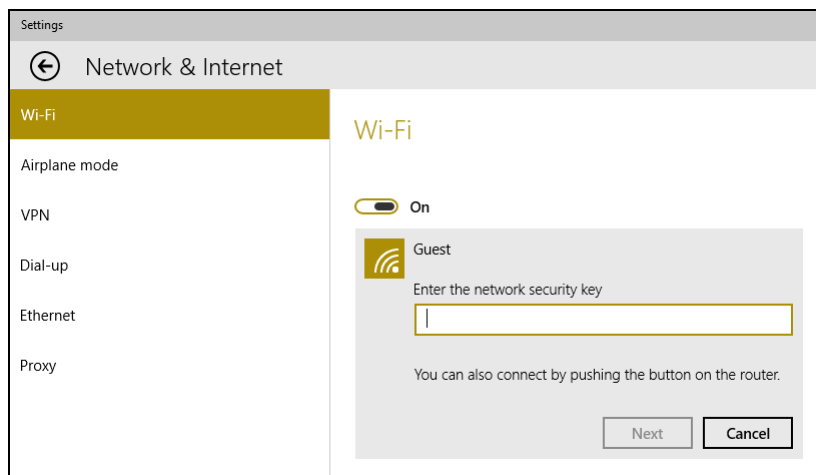 Settings
Network & Internet
Wi-Fi
Airplane mode
VPN
Dial-up
Ethernet
Proxy
Wi-Fi
On
Guest
Enter the network security key
You can also connect by pushing the button on the router.
Next
Cancel